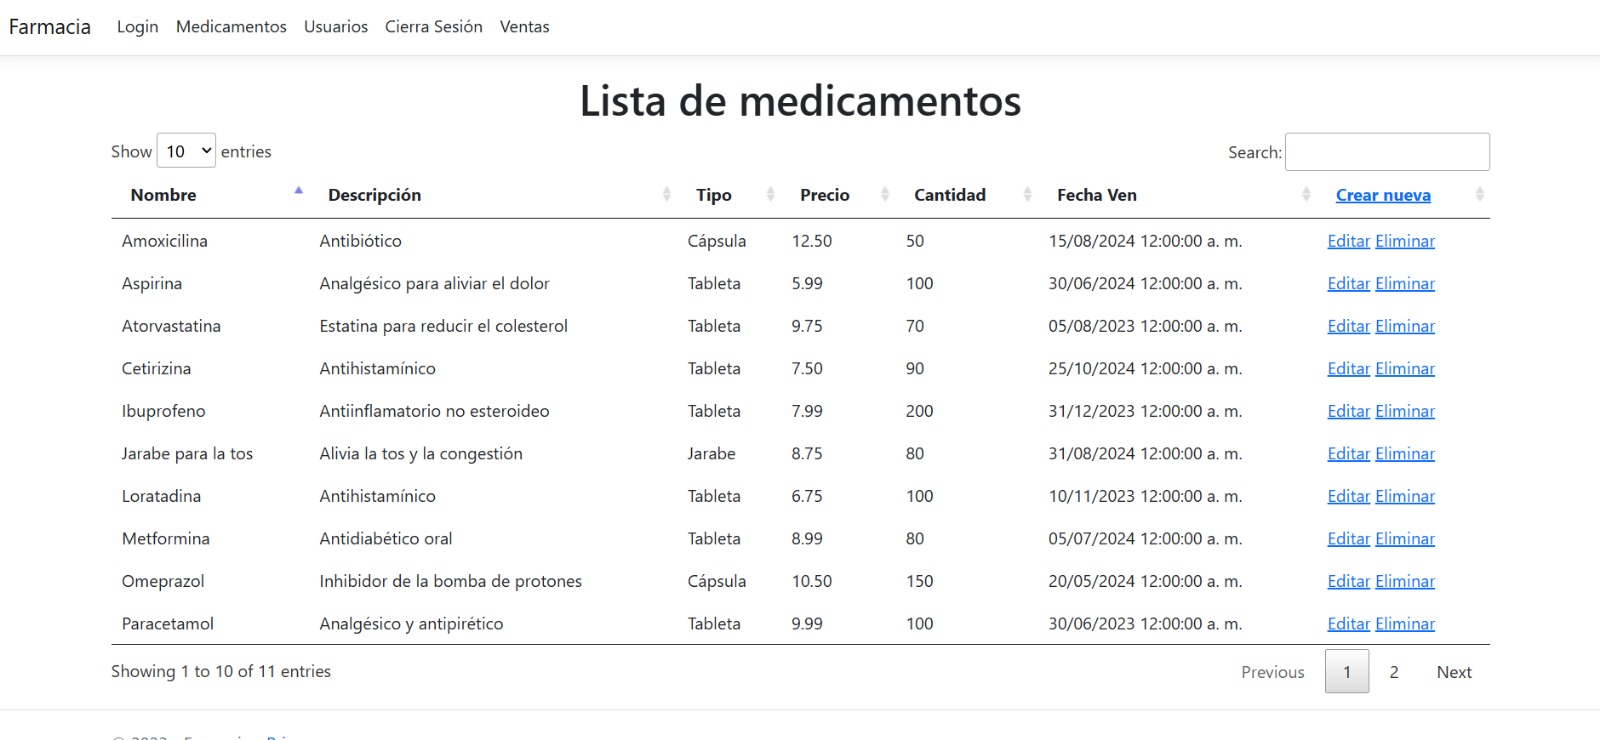 Farmacia Login Medicamentos Usuarios Cierra Sesión Ventas
Lista de medicamentos
Show 10 entries Search:
Nombre Descripción Tipo Precio Cantidad Fecha Ven Crear nueva
Amoxicilina Antibiótico Cápsula 12.50 50 15/08/2024 12:00:00 a. m. Editar Eliminar
Aspirina Analgésico para aliviar el dolor Tableta 5.99 100 30/06/2024 12:00:00 a. m. Editar Eliminar
Atorvastatina Estatina para reducir el colesterol Tableta 9.75 70 05/08/2023 12:00:00 a. m. Editar Eliminar
Cetirizina Antihistamínico Tableta 7.50 90 25/10/2024 12:00:00 a. m. Editar Eliminar
Ibuprofeno Antiinflamatorio no esteroideo Tableta 7.99 200 31/12/2023 12:00:00 a. m. Editar Eliminar
Jarabe para la tos Alivia la tos y la congestión Jarabe 8.75 80 31/08/2024 12:00:00 a. m. Editar Eliminar
Loratadina Antihistamínico Tableta 6.75 100 10/11/2023 12:00:00 a. m. Editar Eliminar
Metformina Antidiabético oral Tableta 8.99 80 05/07/2024 12:00:00 a. m. Editar Eliminar
Omeprazol Inhibidor de la bomba de protones Cápsula 10.50 150 20/05/2024 12:00:00 a. m. Editar Eliminar
Paracetamol Analgésico y antipirético Tableta 9.99 100 30/06/2023 12:00:00 a. m. Editar Eliminar
Showing 1 to 10 of 11 entries Previous 1 2 Next